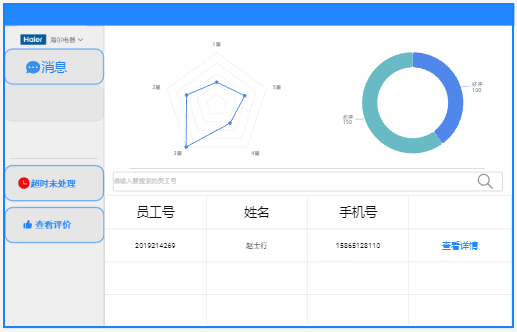 Haier 海尔电器
消息
超时未处理
查看评价
1星
2星
3星
4星
5星
好评
100
差评
150
请输入要搜索的员工号
员工号 姓名 手机号
2019214269 赵士行 15865128110 查看详情